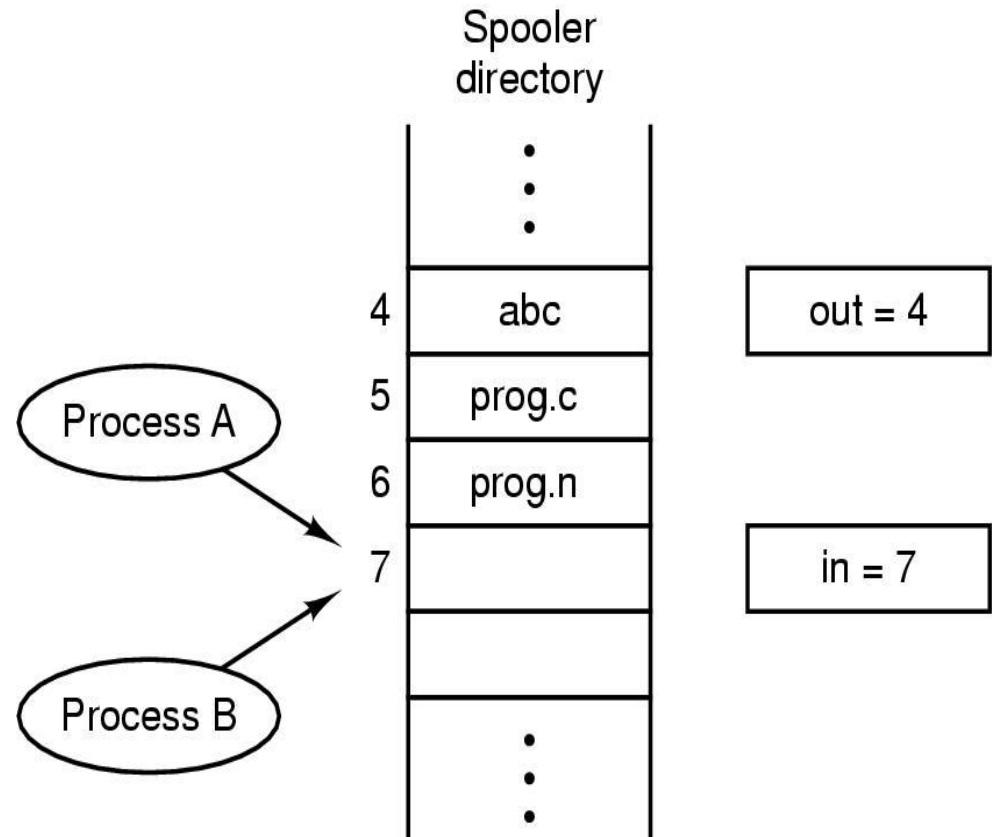 Spooler
directory
4
abc
out = 4
5
prog.c
Process A
6
prog.n
7
in = 7
Process B